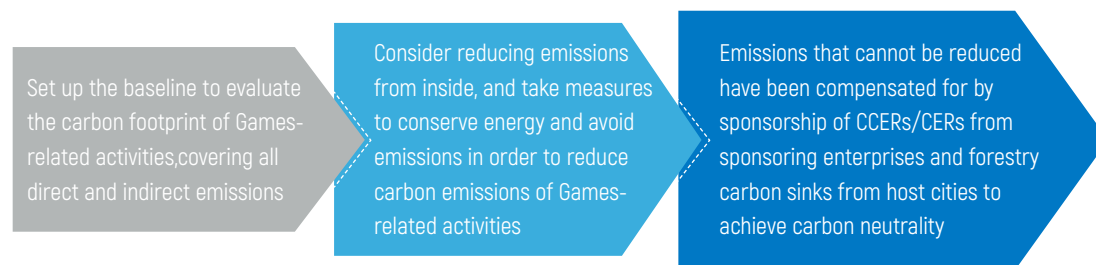 Set up the baseline to evaluate
the carbon footprint of Games-
related activities,covering all
direct and indirect emissions
Consider reducing emissions
from inside, and take measures
to conserve energy and avoid
emissions in order to reduce
carbon emissions of Games-
related activities
Emissions that cannot be reduced
have been compensated for by
sponsorship of CCERs/CERs from
sponsoring enterprises and forestry
carbon sinks from host cities to
achieve carbon neutrality